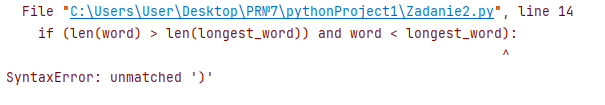 File "C:\Users\User\Desktop\PR№7\pythonProject1\Zadanie2.py", line 14
if (len(word) > len(longest_word)) and word < longest_word):
^
SyntaxError: unmatched ')'